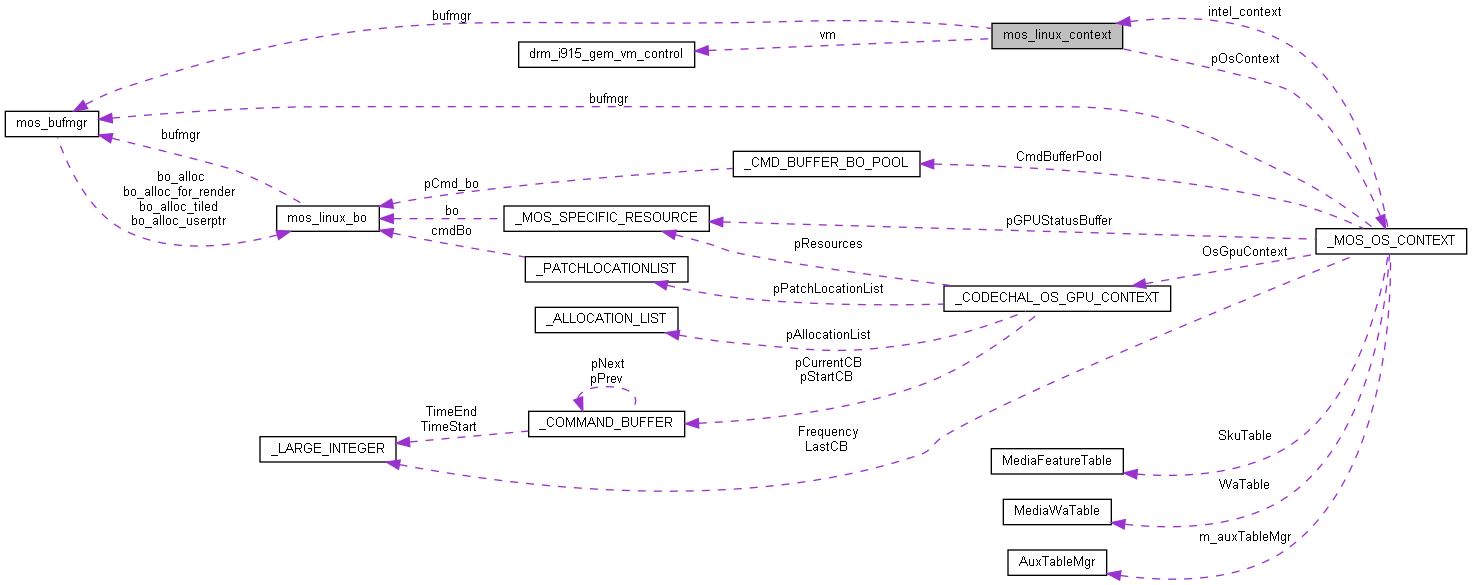 intel_context
bufmgr
mos_linux_context
vm
drm_i915_gem_vm_control
pOsContext
bufmgr
mos_bufmgr
bufmgr
CmdBufferPool
_CMD_BUFFER_BO_POOL
bo_alloc
bo_alloc_for_render
bo_alloc_tiled
bo_alloc_userptr
pCmd_bo
mos_linux_bo
bo
_MOS_SPECIFIC_RESOURCE
pGPUStatusBuffer
cmdBo
_MOS_OS_CONTEXT
pResources
OsGpuContext
_PATCHLOCATIONLIST
pPatchLocationList
_CODECHAL_OS_GPU_CONTEXT
_ALLOCATION_LIST
pAllocationList
pNext
pPrev
pCurrentCB
pStartCB
TimeEnd
TimeStart
_COMMAND_BUFFER
Frequency
LastCB
SkuTable
_LARGE_INTEGER
MediaFeatureTable
WaTable
MediaWaTable
m_auxTableMgr
AuxTableMgr